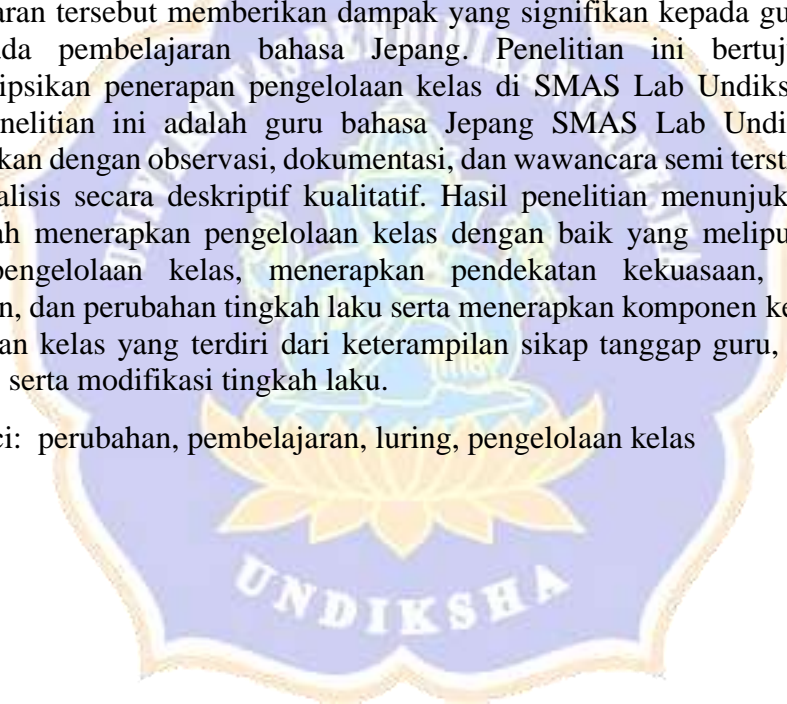 aran tersebut memberikan dampak yang signifikan kepada gu
ada pembelajaran bahasa Jepang. Penelitian ini bertuj
ipsikan penerapan pengelolaan kelas di SMAS Lab Undiks
nelitian ini adalah guru bahasa Jepang SMAS Lab Undi
kan dengan observasi, dokumentasi, dan wawancara semi terst
alisis secara deskriptif kualitatif. Hasil penelitian menunjuk
ah menerapkan pengelolaan kelas dengan baik yang melipu
pengelolaan kelas, menerapkan pendekatan kekuasaan,
n, dan perubahan tingkah laku serta menerapkan komponen ke
an kelas yang terdiri dari keterampilan sikap tanggap guru,
serta modifikasi tingkah laku.
ci: perubahan, pembelajaran, luring, pengelolaan kelas
UNDIKSHA